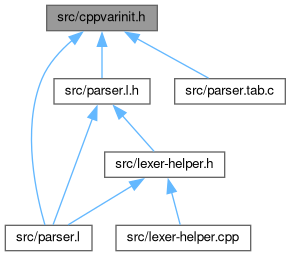 src/cppvarinit.h
src/parser.l.h
src/parser.tab.c
src/lexer-helper.h
src/parser.l
src/lexer-helper.cpp